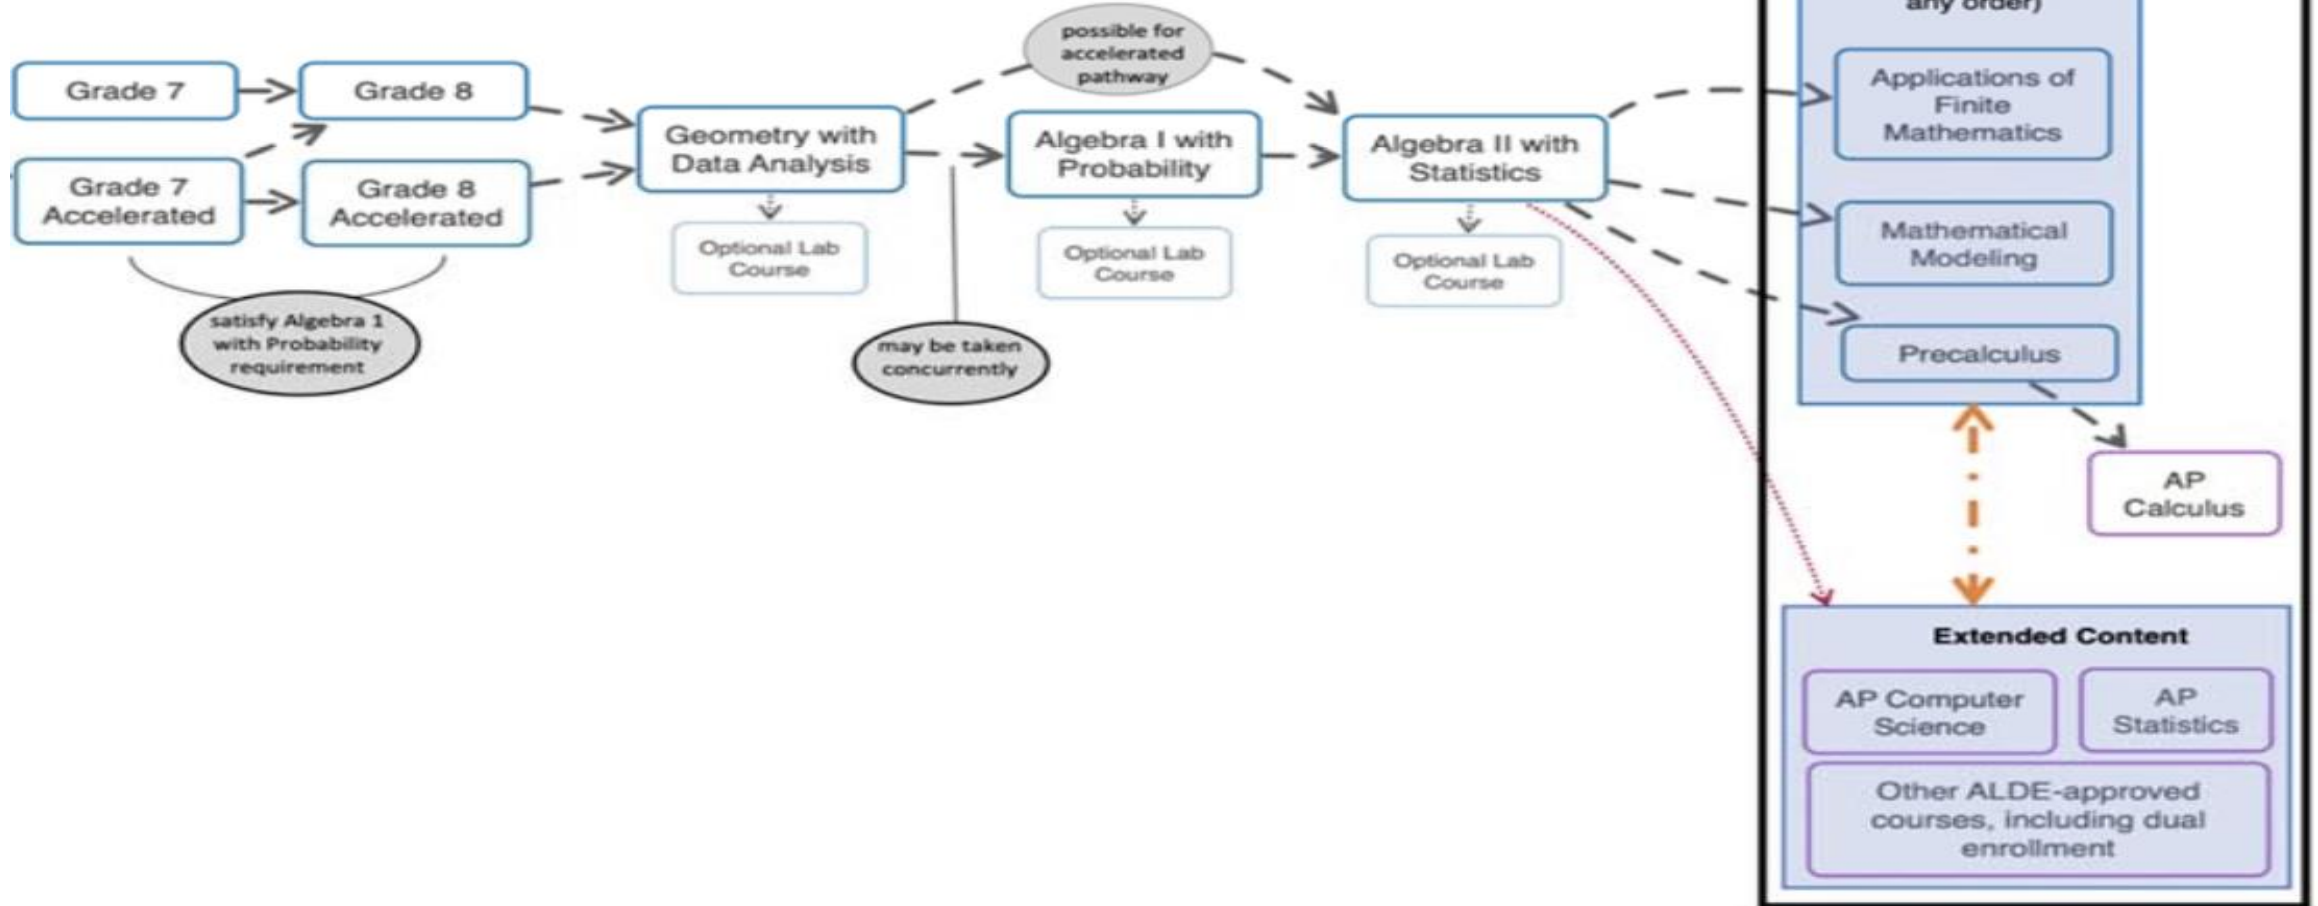 any order)
possible for
accelerated
pathway
Grade 7
Grade 8
Applications of
Finite
Mathematics
Geometry with
Data Analysis
Algebra I with
Probability
Algebra II with
Statistics
Grade 7
Accelerated
Grade 8
Accelerated
Mathematical
Modeling
Optional Lab
Course
Optional Lab
Course
Optional Lab
Course
satisfy Algebra 1
with Probability
requirement
may be taken
concurrently
Precalculus
AP
Calculus
Extended Content
AP Computer
Science
AP
Statistics
Other ALDE-approved
courses, including dual
enrollment